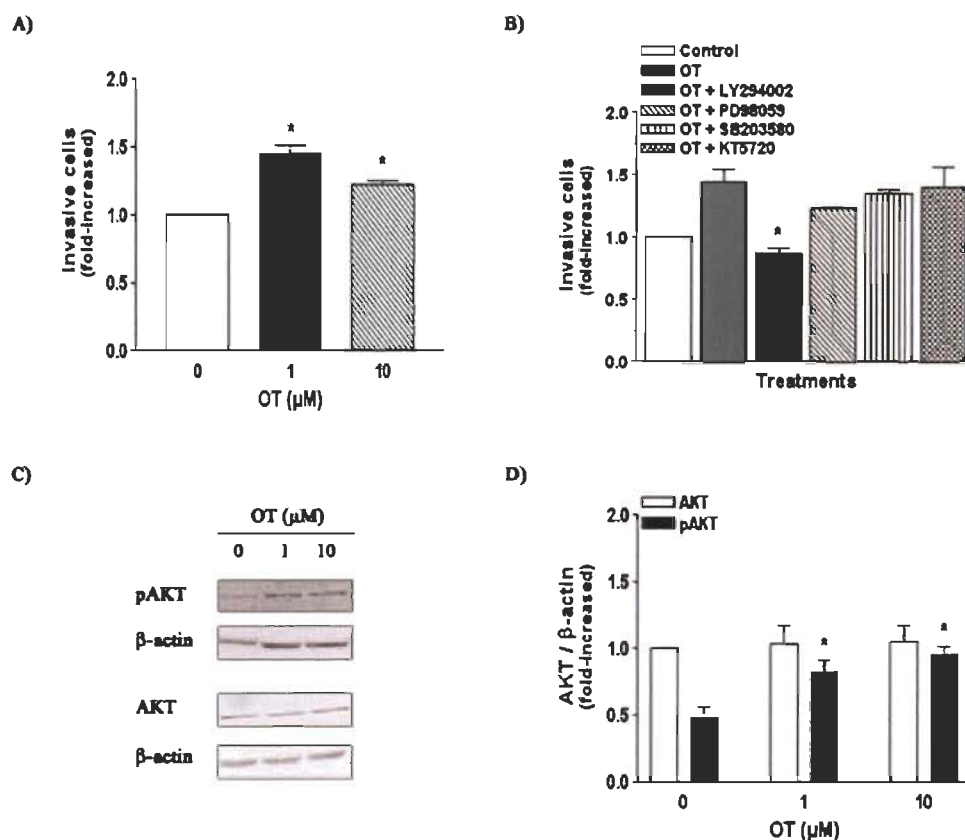 A)
Invasive cells
(fold-increased)
2.0
1.5
1.0
0.5
0.0
*
*
0
1
10
OT (µM)
B)
Control
OT
OT + LY294002
OT + PD98059
OT + SB203580
OT + KT5720
Invasive cells
(fold-increased)
2.0
1.5
1.0
0.5
0.0
*
Treatments
C)
OT (µM)
0 1 10
pAKT
β-actin
AKT
β-actin
D)
AKT
pAKT
AKT / β-actin
(fold-increased)
2.0
1.5
1.0
0.5
0.0
*
*
0
1
10
OT (µM)